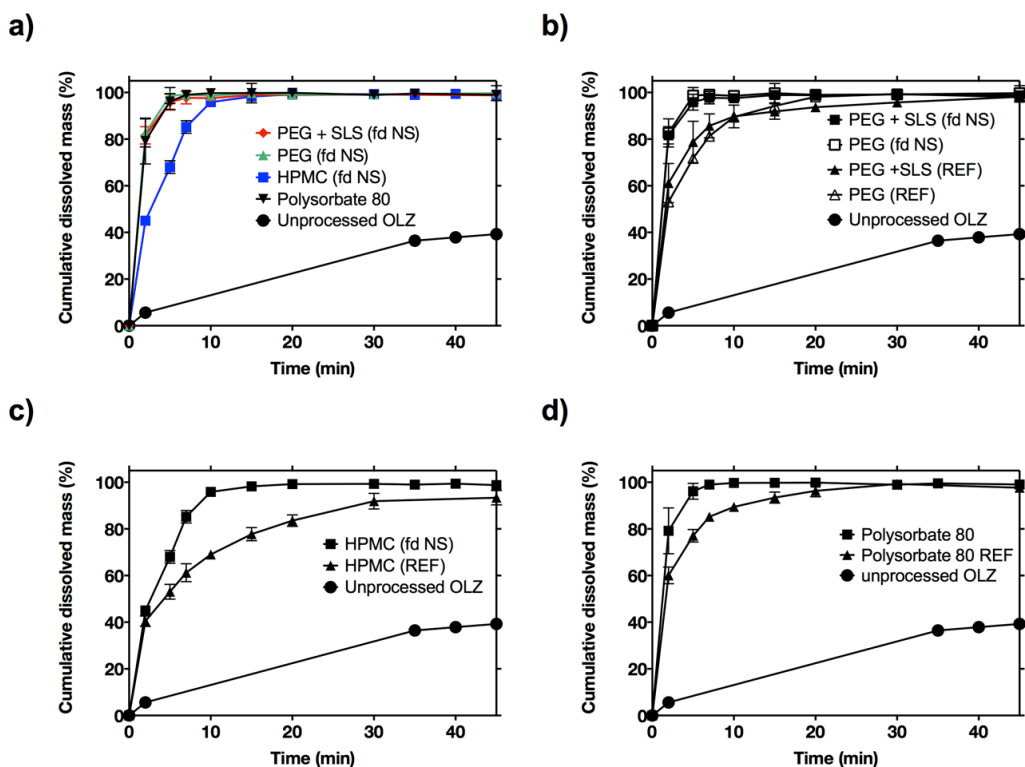 a)
Cumulative dissolved mass (%)
100
80
60
40
20
0
PEG + SLS (fd NS)
PEG (fd NS)
HPMC (fd NS)
Polysorbate 80
Unprocessed OLZ
0 10 20 30 40
Time (min)
b)
Cumulative dissolved mass (%)
100
80
60
40
20
0
PEG + SLS (fd NS)
PEG (fd NS)
PEG +SLS (REF)
PEG (REF)
Unprocessed OLZ
0 10 20 30 40
Time (min)
c)
Cumulative dissolved mass (%)
100
80
60
40
20
0
HPMC (fd NS)
HPMC (REF)
Unprocessed OLZ
0 10 20 30 40
Time (min)
d)
Cumulative dissolved mass (%)
100
80
60
40
20
0
Polysorbate 80
Polysorbate 80 REF
unprocessed OLZ
0 10 20 30 40
Time (min)